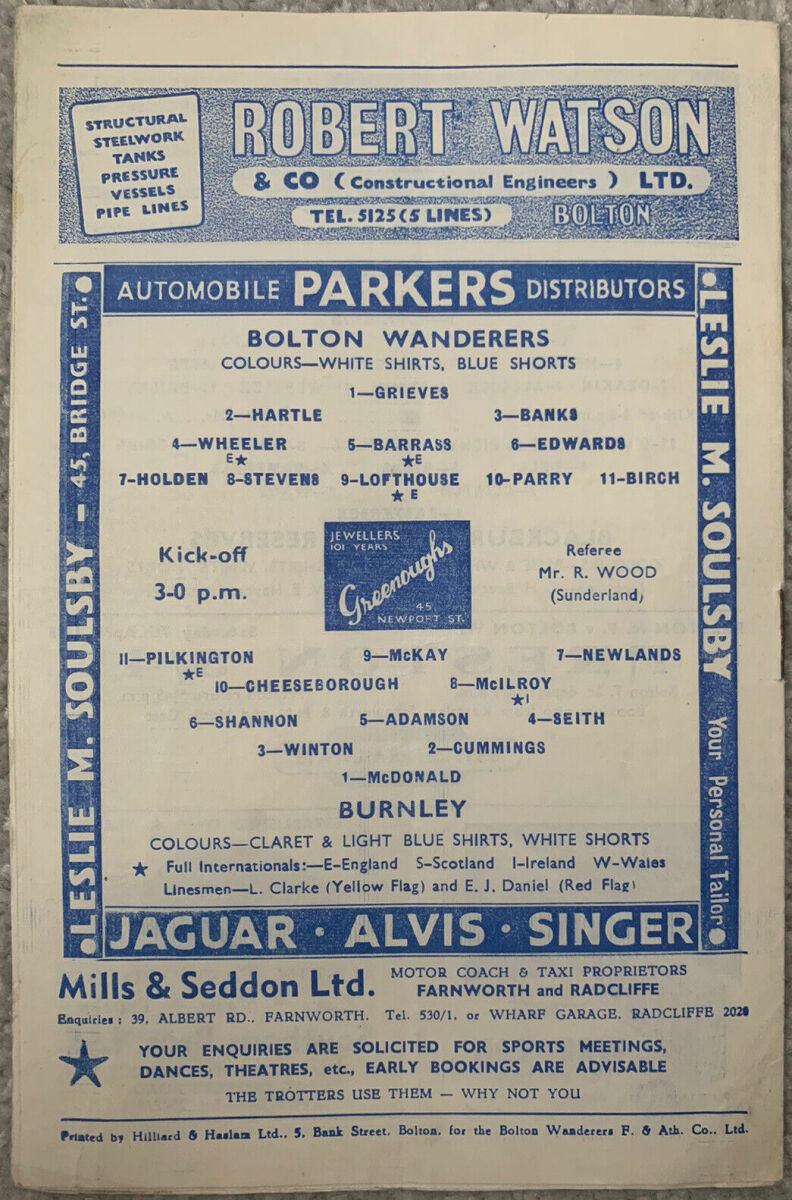 STRUCTURAL
STEELWORK
TANKS
PRESSURE
VESSELS
PIPE LINES
ROBERT WATSON
& CO (Constructional Engineers) LTD.
TEL. 5125 (5 LINES) BOLTON
AUTOMOBILE PARKERS DISTRIBUTORS
LESLIE M. SOULSBY - 45, BRIDGE ST.
LESLIE M. SOULSBY Your Personal Tailor
BOLTON WANDERERS
COLOURS—WHITE SHIRTS, BLUE SHORTS
1—GRIEVES
2—HARTLE 3—BANKS
4—WHEELER 5—BARRASS 6—EDWARDS
E★ ★E
7-HOLDEN 8-STEVENS 9-LOFTHOUSE 10-PARRY 11-BIRCH
★ E
Kick-off
3-0 p.m.
JEWELLERS
101 YEARS
Greenoughs
45
NEWPORT ST.
Referee
Mr. R. WOOD
(Sunderland)
11—PILKINGTON 9—McKAY 7—NEWLANDS
★E
10—CHEESEBOROUGH 8—McILROY
★I
6—SHANNON 5—ADAMSON 4—SEITH
3—WINTON 2—CUMMINGS
1—McDONALD
BURNLEY
COLOURS—CLARET & LIGHT BLUE SHIRTS, WHITE SHORTS
★ Full Internationals:—E-England S-Scotland I-Ireland W-Wales
Linesmen—L. Clarke (Yellow Flag) and E. J. Daniel (Red Flag)
JAGUAR · ALVIS · SINGER
Mills & Seddon Ltd. MOTOR COACH & TAXI PROPRIETORS
FARNWORTH and RADCLIFFE
Enquiries: 39, ALBERT RD., FARNWORTH. Tel. 530/1, or WHARF GARAGE, RADCLIFFE 2028
YOUR ENQUIRIES ARE SOLICITED FOR SPORTS MEETINGS,
DANCES, THEATRES, etc., EARLY BOOKINGS ARE ADVISABLE
THE TROTTERS USE THEM — WHY NOT YOU
Printed by Hilliard & Haslam Ltd., 5, Bank Street, Bolton, for the Bolton Wanderers F. & Ath. Co., Ltd.